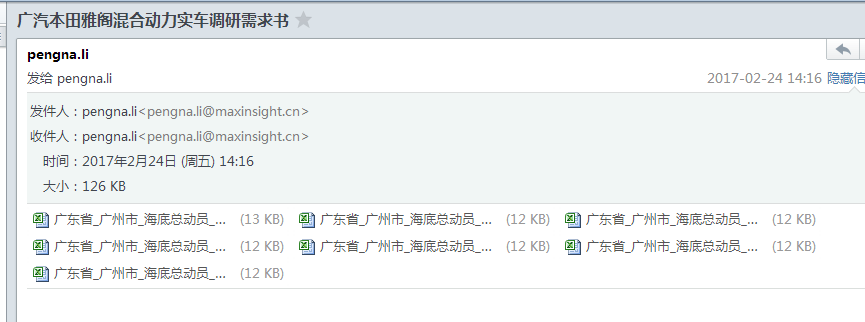 广汽本田雅阁混合动力实车调研需求书
pengna.li
发给 pengna.li 2017-02-24 14:16 隐藏信
发件人：pengna.li<pengna.li@maxinsight.cn>
收件人：pengna.li<pengna.li@maxinsight.cn>
时间：2017年2月24日 (周五) 14:16
大小：126 KB
广东省_广州市_海底总动员_... (13 KB) 广东省_广州市_海底总动员_... (12 KB) 广东省_广州市_海底总动员_... (12 KB)
广东省_广州市_海底总动员_... (12 KB) 广东省_广州市_海底总动员_... (12 KB) 广东省_广州市_海底总动员_... (12 KB)
广东省_广州市_海底总动员_... (12 KB)